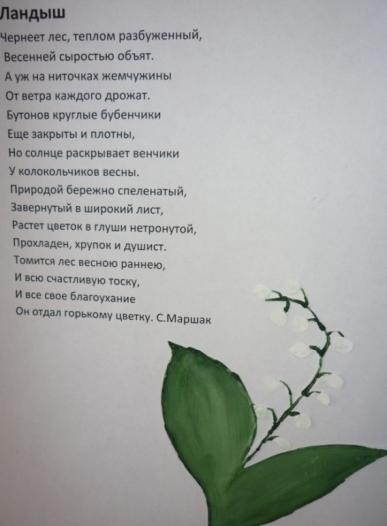 Ландыш
Чернеет лес, теплом разбуженный,
Весенней сыростью объят.
А уж на ниточках жемчужины
От ветра каждого дрожат.
Бутонов круглые бубенчики
Еще закрыты и плотны,
Но солнце раскрывает венчики
У колокольчиков весны.
Природой бережно спеленатый,
Завернутый в широкий лист,
Растет цветок в глуши нетронутой,
Прохладен, хрупок и душист.
Томится лес весною раннею,
И всю счастливую тоску,
И все свое благоухание
Он отдал горькому цветку. С.Маршак